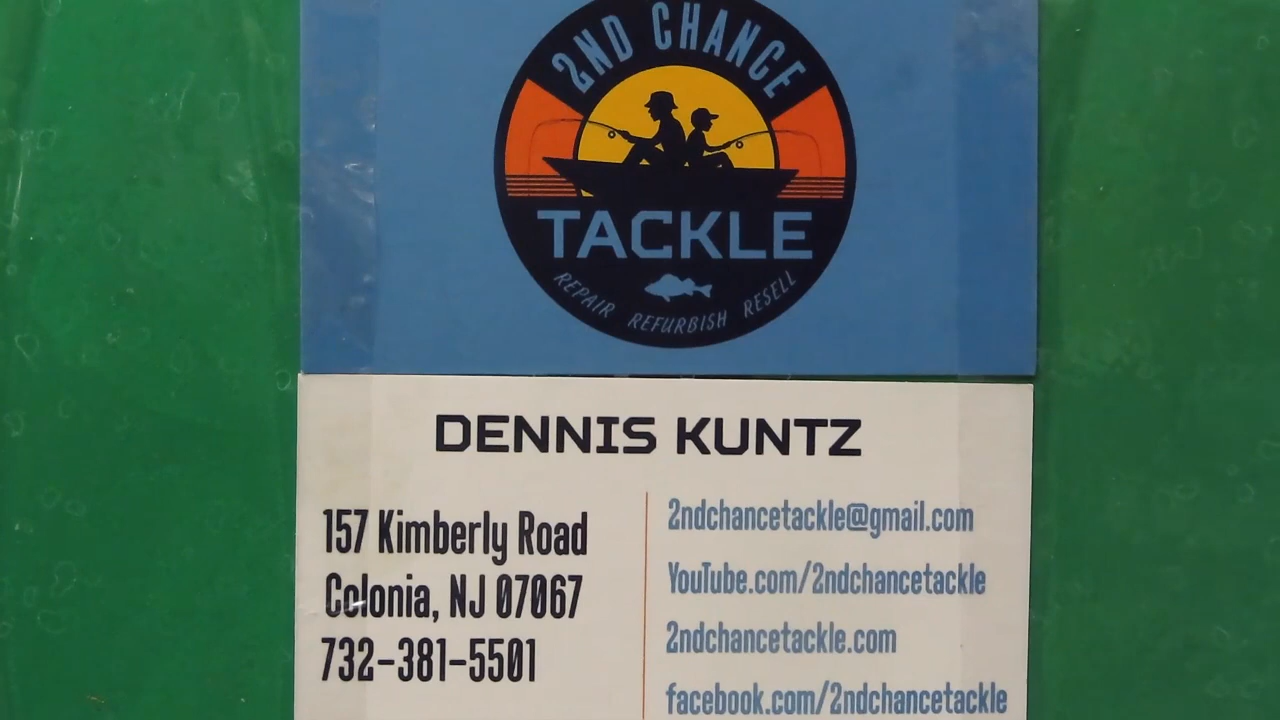 2ND CHANCE
TACKLE
REPAIR REFURBISH RESELL
DENNIS KUNTZ
157 Kimberly Road
Colonia, NJ 07067
732-381-5501
2ndchancetackle@gmail.com
YouTube.com/2ndchancetackle
2ndchancetackle.com
facebook.com/2ndchancetackle